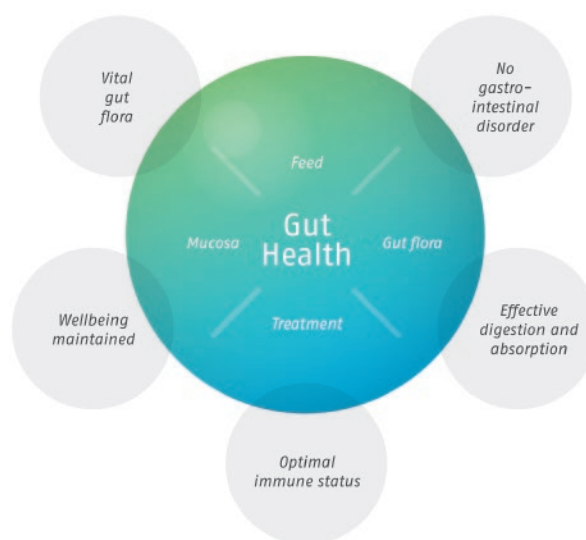 Vital
gut
flora
No
gastro-
intestinal
disorder
Feed
Gut
Health
Mucosa
Gut flora
Treatment
Wellbeing
maintained
Effective
digestion and
absorption
Optimal
immune status